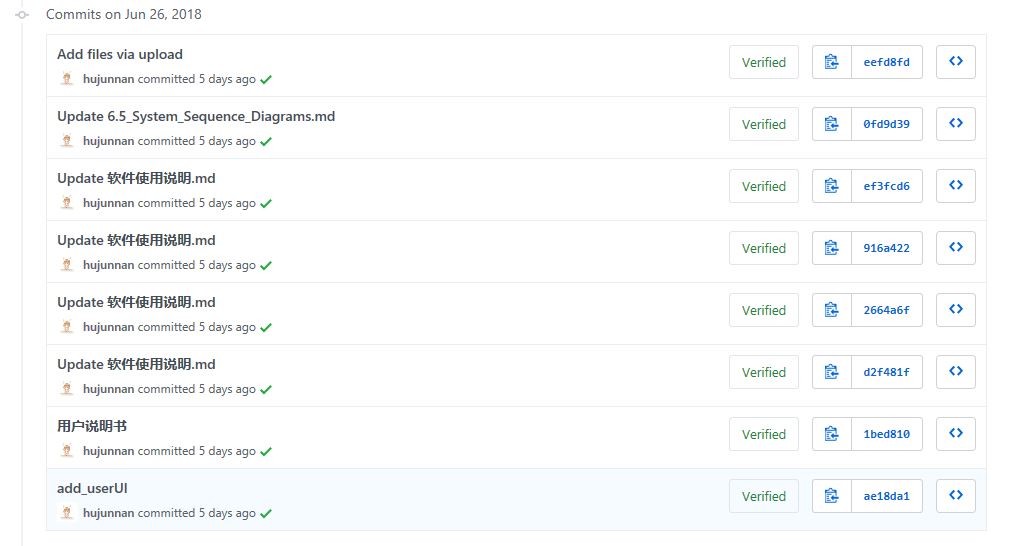 Commits on Jun 26, 2018
Add files via upload
hujunnan committed 5 days ago
Verified
eefd8fd
Update 6.5_System_Sequence_Diagrams.md
hujunnan committed 5 days ago
Verified
0fd9d39
Update 软件使用说明.md
hujunnan committed 5 days ago
Verified
ef3fcd6
Update 软件使用说明.md
hujunnan committed 5 days ago
Verified
916a422
Update 软件使用说明.md
hujunnan committed 5 days ago
Verified
2664a6f
Update 软件使用说明.md
hujunnan committed 5 days ago
Verified
d2f481f
用户说明书
hujunnan committed 5 days ago
Verified
1bed810
add_userUI
hujunnan committed 5 days ago
Verified
ae18da1